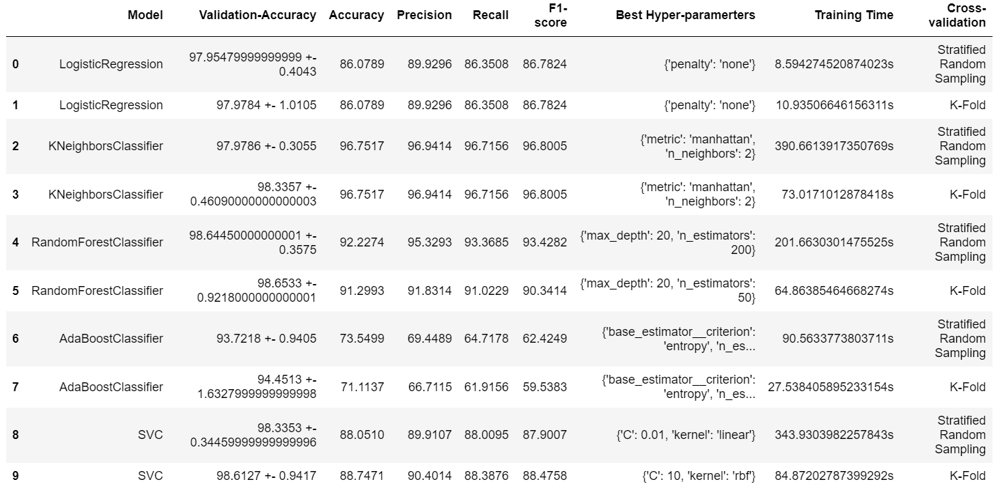 Model Validation-Accuracy Accuracy Precision Recall F1-score Best Hyper-paramerters Training Time Cross-validation
0 LogisticRegression 97.95479999999999 +- 0.4043 86.0789 89.9296 86.3508 86.7824 {'penalty': 'none'} 8.594274520874023s Stratified Random Sampling
1 LogisticRegression 97.9784 +- 1.0105 86.0789 89.9296 86.3508 86.7824 {'penalty': 'none'} 10.93506646156311s K-Fold
2 KNeighborsClassifier 97.9786 +- 0.3055 96.7517 96.9414 96.7156 96.8005 {'metric': 'manhattan', 'n_neighbors': 2} 390.6613917350769s Stratified Random Sampling
3 KNeighborsClassifier 98.3357 +- 0.46090000000000003 96.7517 96.9414 96.7156 96.8005 {'metric': 'manhattan', 'n_neighbors': 2} 73.0171012878418s K-Fold
4 RandomForestClassifier 98.64450000000001 +- 0.3575 92.2274 95.3293 93.3685 93.4282 {'max_depth': 20, 'n_estimators': 200} 201.6630301475525s Stratified Random Sampling
5 RandomForestClassifier 98.6533 +- 0.9218000000000001 91.2993 91.8314 91.0229 90.3414 {'max_depth': 20, 'n_estimators': 50} 64.86385464668274s K-Fold
6 AdaBoostClassifier 93.7218 +- 0.9405 73.5499 69.4489 64.7178 62.4249 {'base_estimator__criterion': 'entropy', 'n_es... 90.5633773803711s Stratified Random Sampling
7 AdaBoostClassifier 94.4513 +- 1.6327999999999998 71.1137 66.7115 61.9156 59.5383 {'base_estimator__criterion': 'entropy', 'n_es... 27.538405895233154s K-Fold
8 SVC 98.3353 +- 0.34459999999999996 88.0510 89.9107 88.0095 87.9007 {'C': 0.01, 'kernel': 'linear'} 343.9303982257843s Stratified Random Sampling
9 SVC 98.6127 +- 0.9417 88.7471 90.4014 88.3876 88.4758 {'C': 10, 'kernel': 'rbf'} 84.87202787399292s K-Fold